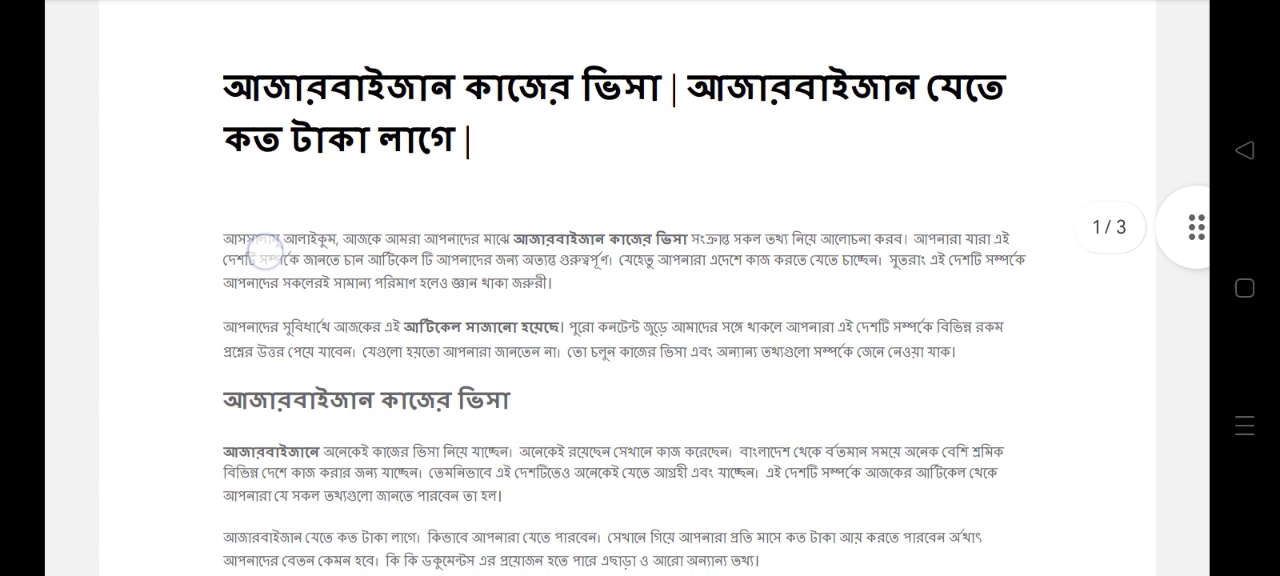 আজারবাইজান কাজের ভিসা | আজারবাইজান যেতে
কত টাকা লাগে |
আসসালামু আলাইকুম, আজকে আমরা আপনাদের মাঝে আজারবাইজান কাজের ভিসা সংক্রান্ত সকল তথ্য নিয়ে আলোচনা করব। আপনারা যারা এই
দেশটি সম্পর্কে জানতে চান আর্টিকেল টি আপনাদের জন্য অত্যন্ত গুরুত্বপূর্ণ। যেহেতু আপনারা এদেশে কাজ করতে যেতে চাচ্ছেন। সুতরাং এই দেশটি সম্পর্কে
আপনাদের সকলেরই সামান্য পরিমাণ হলেও জ্ঞান থাকা জরুরী।
1 / 3
আপনাদের সুবিধার্থে আজকের এই আর্টিকেল সাজানো হয়েছে। পুরো কনটেন্ট জুড়ে আমাদের সঙ্গে থাকলে আপনারা এই দেশটি সম্পর্কে বিভিন্ন রকম
প্রশ্নের উত্তর পেয়ে যাবেন। যেগুলো হয়তো আপনারা জানতেন না। তো চলুন কাজের ভিসা এবং অন্যান্য তথ্যগুলো সম্পর্কে জেনে নেওয়া যাক।
আজারবাইজান কাজের ভিসা
আজারবাইজানে অনেকেই কাজের ভিসা নিয়ে যাচ্ছেন। অনেকেই রয়েছেন সেখানে কাজ করেছেন। বাংলাদেশ থেকে বর্তমান সময়ে অনেক বেশি শ্রমিক
বিভিন্ন দেশে কাজ করার জন্য যাচ্ছেন। তেমনিভাবে এই দেশটিতেও অনেকেই যেতে আগ্রহী এবং যাচ্ছেন। এই দেশটি সম্পর্কে আজকের আর্টিকেল থেকে
আপনারা যে সকল তথ্যগুলো জানতে পারবেন তা হল।
আজারবাইজান যেতে কত টাকা লাগে। কিভাবে আপনারা যেতে পারবেন। সেখানে গিয়ে আপনারা প্রতি মাসে কত টাকা আয় করতে পারবেন অর্থাৎ
আপনাদের বেতন কেমন হবে। কি কি ডকুমেন্টস এর প্রয়োজন হতে পারে এছাড়া ও আরো অন্যান্য তথ্য।